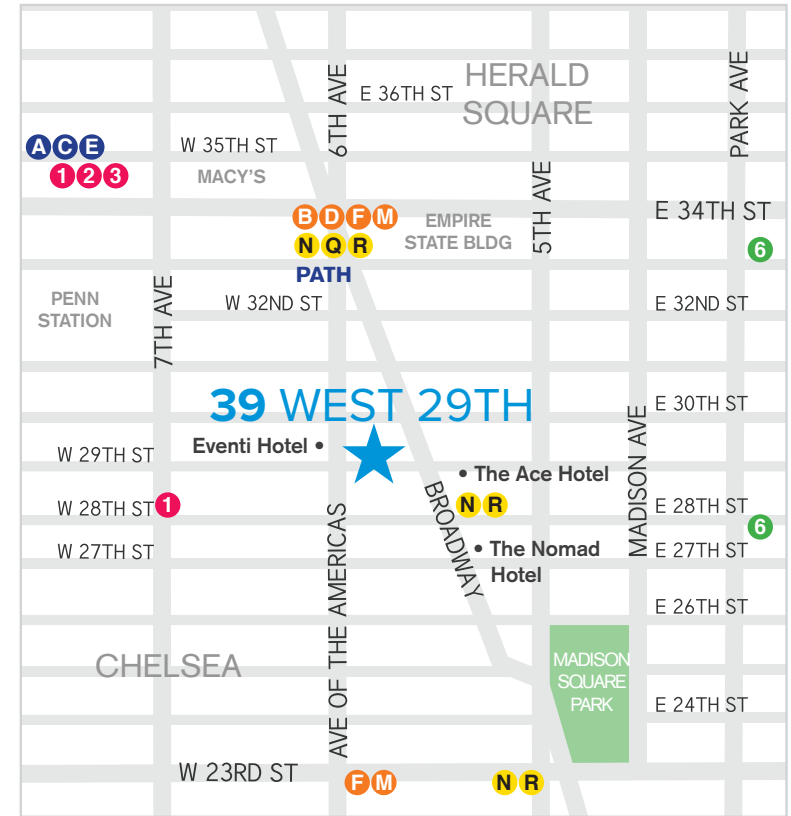 HERALD
SQUARE
E 36TH ST
6TH AVE
PARK AVE
A C E
1 2 3
W 35TH ST
MACY'S
5TH AVE
B D F M
N Q R
PATH
EMPIRE
STATE BLDG
E 34TH ST
6
PENN
STATION
7TH AVE
W 32ND ST
E 32ND ST
39 WEST 29TH
E 30TH ST
Eventi Hotel •
W 29TH ST
MADISON AVE
• The Ace Hotel
W 28TH ST
1
BROADWAY
N R
E 28TH ST
6
W 27TH ST
AVE OF THE AMERICAS
• The Nomad
Hotel
E 27TH ST
E 26TH ST
CHELSEA
MADISON
SQUARE
PARK
E 24TH ST
W 23RD ST
F M
N R